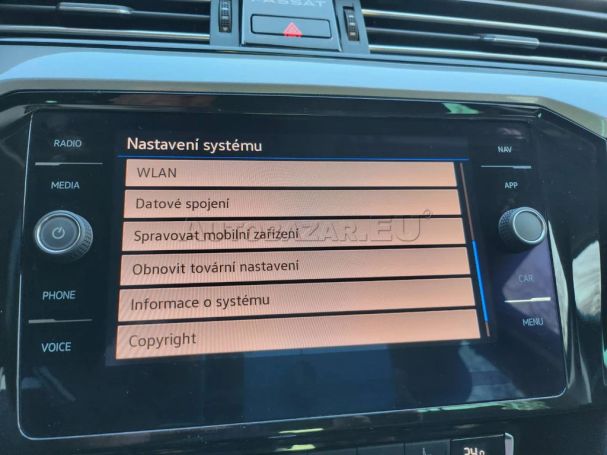 PASSAT
RADIO
MEDIA
PHONE
VOICE
Nastavení systému
WLAN
Datové spojení
Spravovat mobilní zařízení
Obnovit tovární nastavení
Informace o systému
Copyright
AUTOBAZAR.EU®
NAV
APP
CAR
MENU